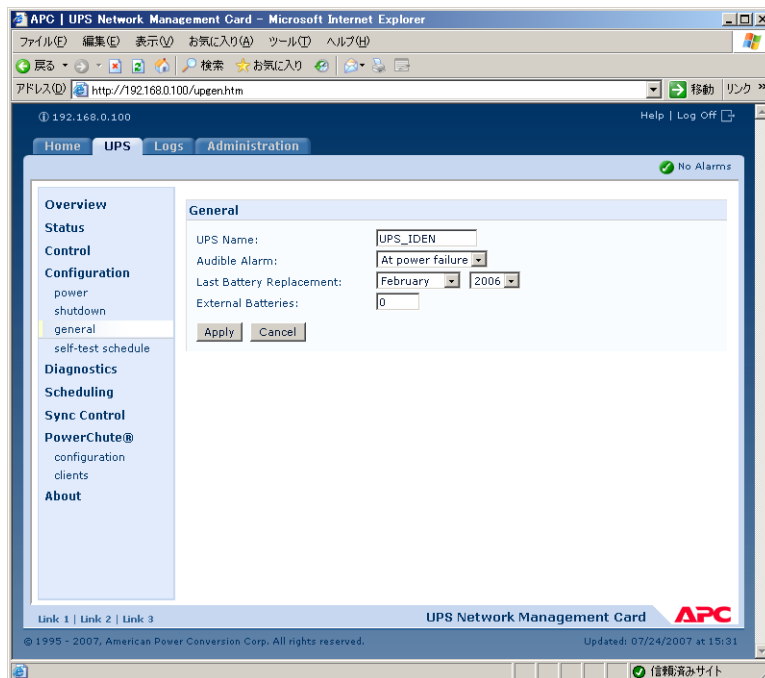 APC | UPS Network Management Card - Microsoft Internet Explorer
ファイル(F) 編集(E) 表示(V) お気に入り(A) ツール(T) ヘルプ(H)
戻る 検索 お気に入り
アドレス(D) http://192.168.0.100/upgen.htm 移動 リンク »
192.168.0.100 Help | Log Off
Home UPS Logs Administration
No Alarms
Overview
Status
Control
Configuration
power
shutdown
general
self-test schedule
Diagnostics
Scheduling
Sync Control
PowerChute®
configuration
clients
About
General
UPS Name: UPS_IDEN
Audible Alarm: At power failure
Last Battery Replacement: February 2006
External Batteries: 0
Apply Cancel
Link 1 | Link 2 | Link 3 UPS Network Management Card APC
© 1995 - 2007, American Power Conversion Corp. All rights reserved. Updated: 07/24/2007 at 15:31
信頼済みサイト